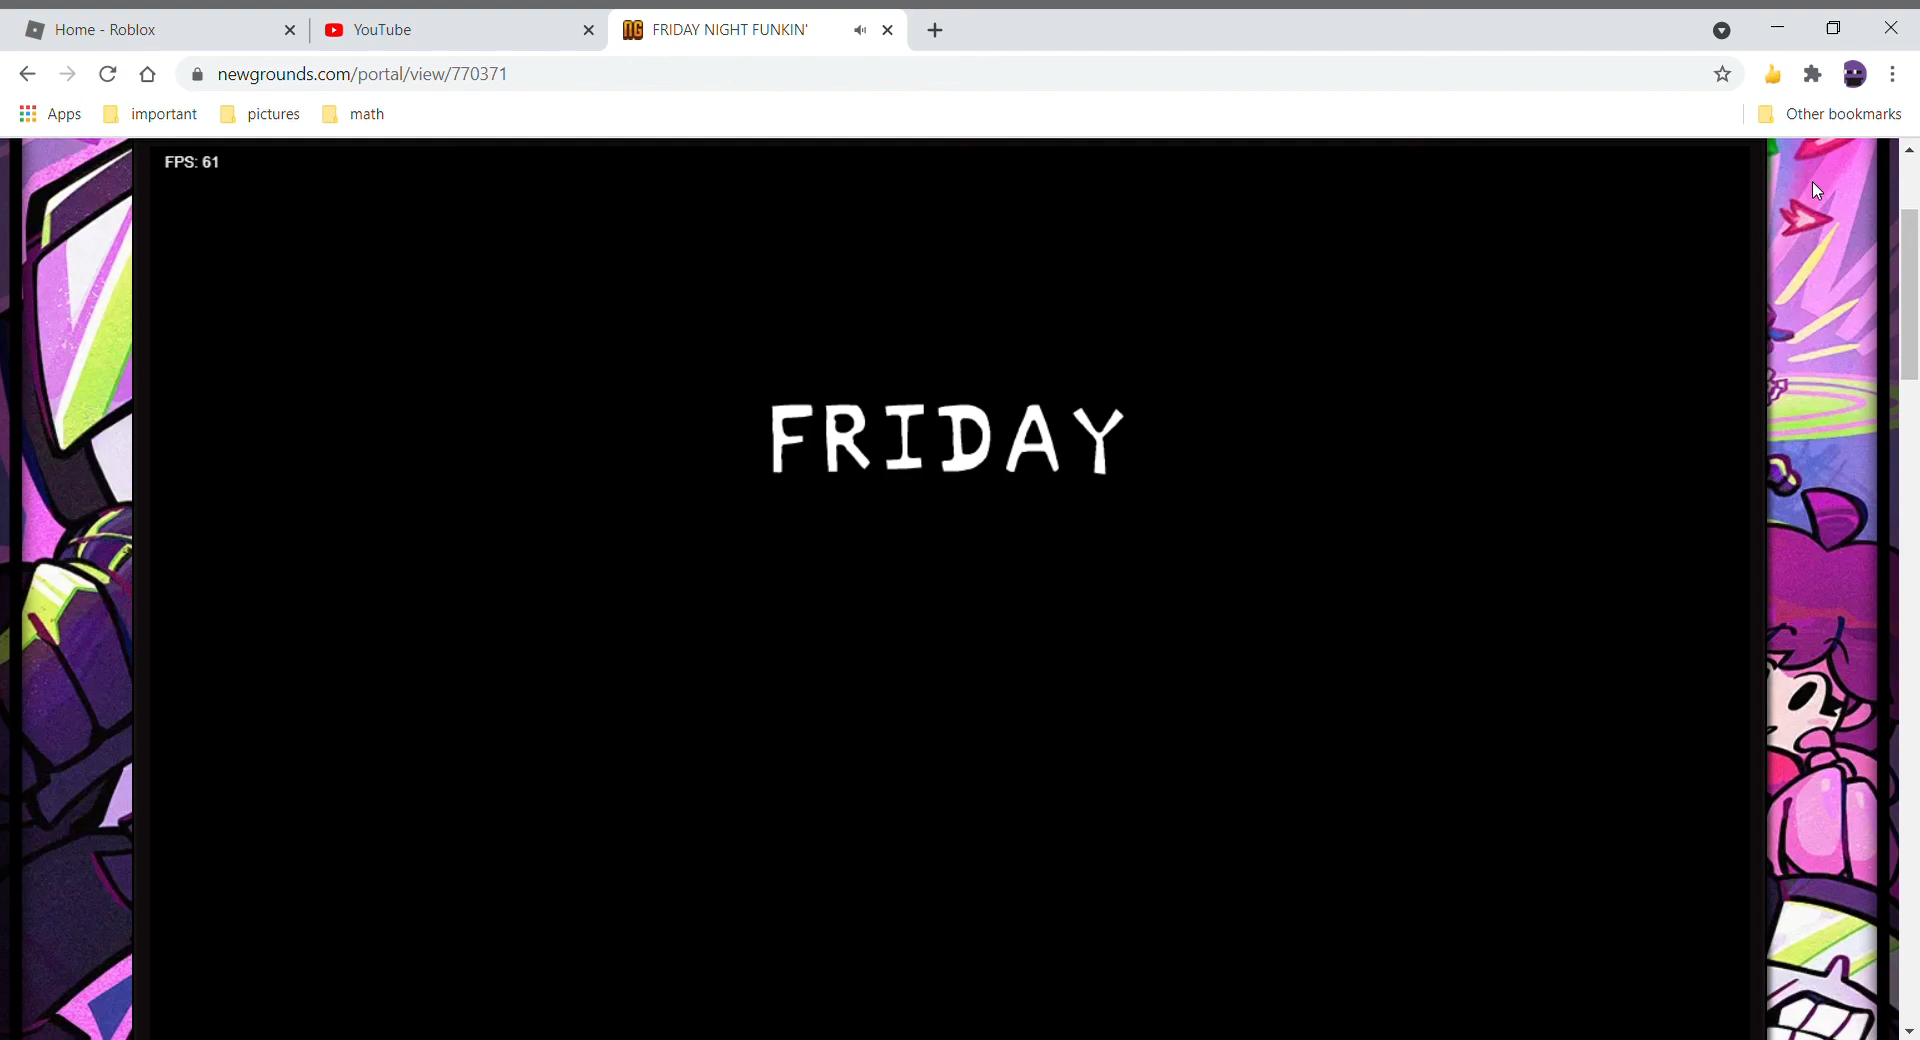 Home - Roblox
YouTube
FRIDAY NIGHT FUNKIN'
newgrounds.com/portal/view/770371
Apps
important
pictures
math
Other bookmarks
FPS: 61
FRIDAY